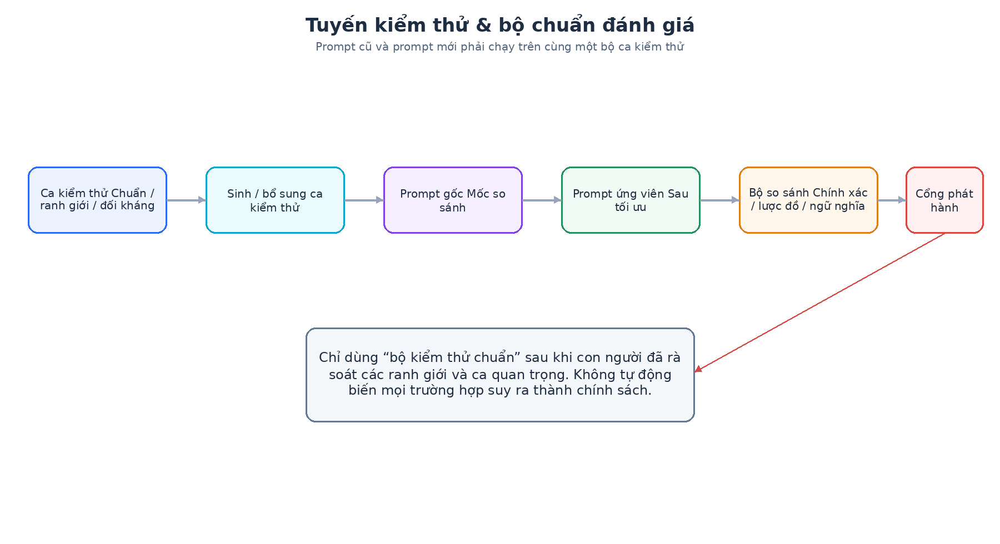 Tuyến kiểm thử & bộ chuẩn đánh giá
Prompt cũ và prompt mới phải chạy trên cùng một bộ ca kiểm thử
Ca kiểm thử Chuẩn /
ranh giới / đối kháng
Sinh / bổ sung ca
kiểm thử
Prompt gốc Mốc so
sánh
Prompt ứng viên Sau
tối ưu
Bộ so sánh Chính xác
/ lược đồ / ngữ nghĩa
Cổng phát
hành
Chỉ dùng “bộ kiểm thử chuẩn” sau khi con người đã rà
soát các ranh giới và ca quan trọng. Không tự động
biến mọi trường hợp suy ra thành chính sách.